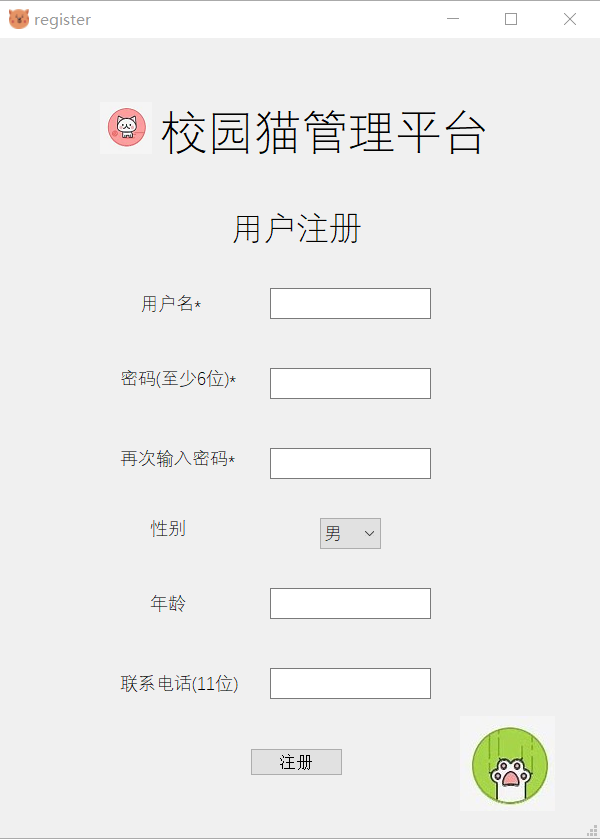 register
校园猫管理平台
用户注册
用户名*
密码(至少6位)*
再次输入密码*
性别
男
年龄
联系电话(11位)
注册